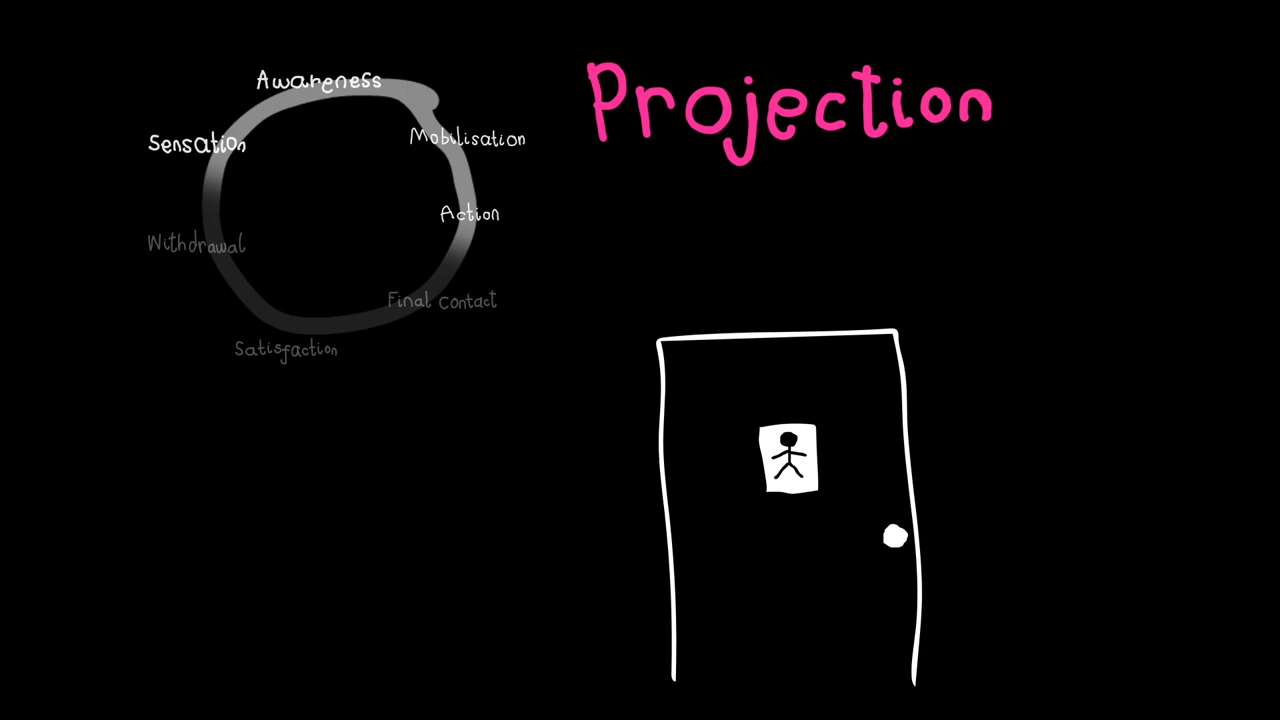 Projection
Awareness
Sensation
Mobilisation
Action
Withdrawal
Final Contact
Satisfaction